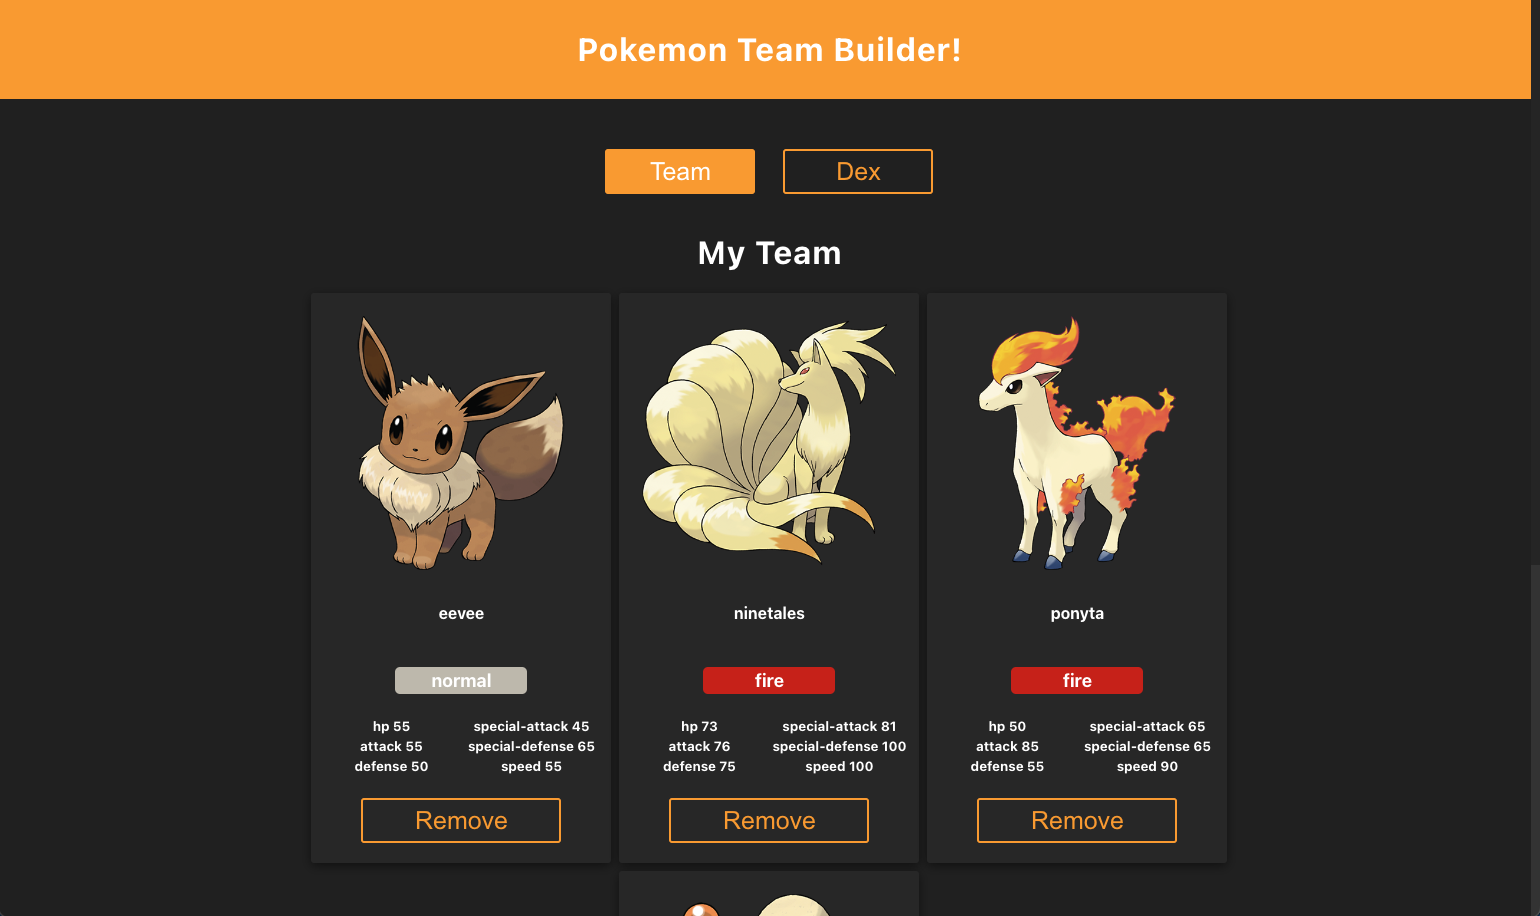 Pokemon Team Builder!
Team
Dex
My Team
eevee
normal
hp 55
attack 55
defense 50
special-attack 45
special-defense 65
speed 55
Remove
ninetales
fire
hp 73
attack 76
defense 75
special-attack 81
special-defense 100
speed 100
Remove
ponyta
fire
hp 50
attack 85
defense 55
special-attack 65
special-defense 65
speed 90
Remove